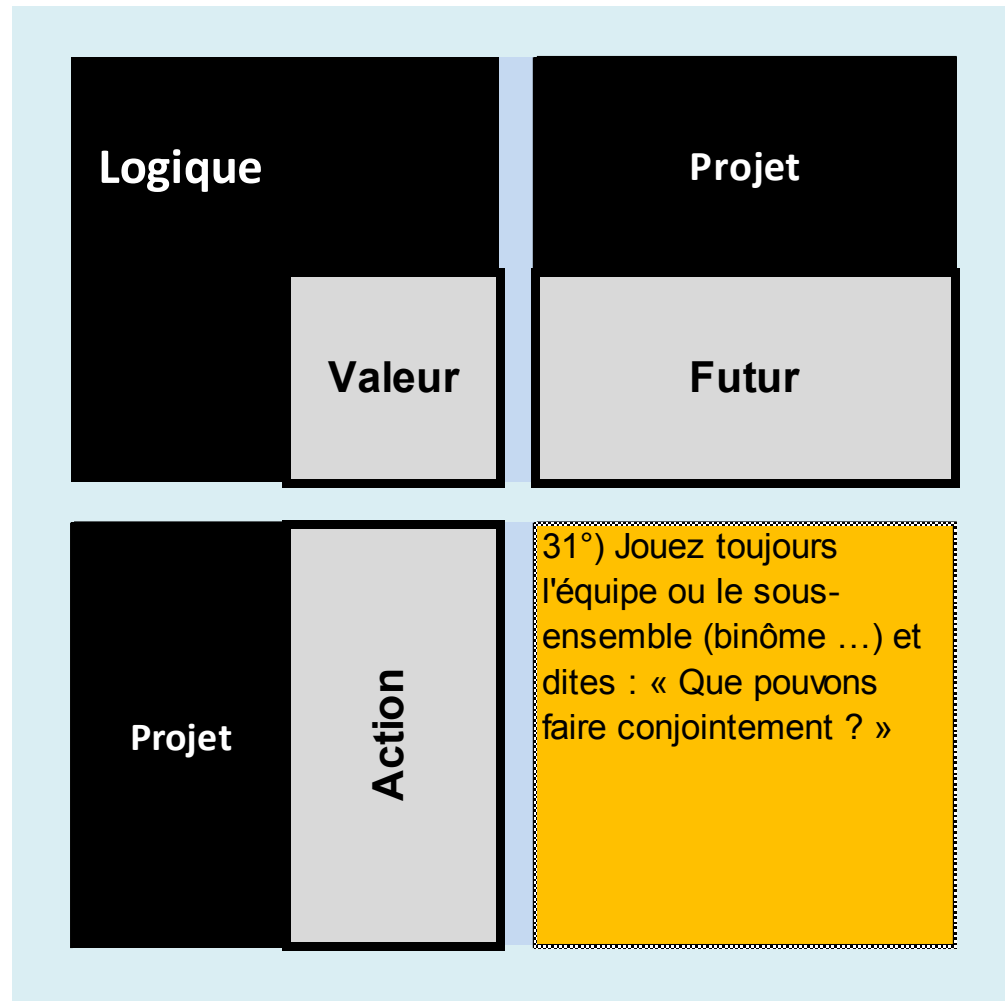 Logique
Projet
Valeur
Futur
Projet
Action
31°) Jouez toujours
l'équipe ou le sous-
ensemble (binôme …) et
dites : « Que pouvons
faire conjointement ? »